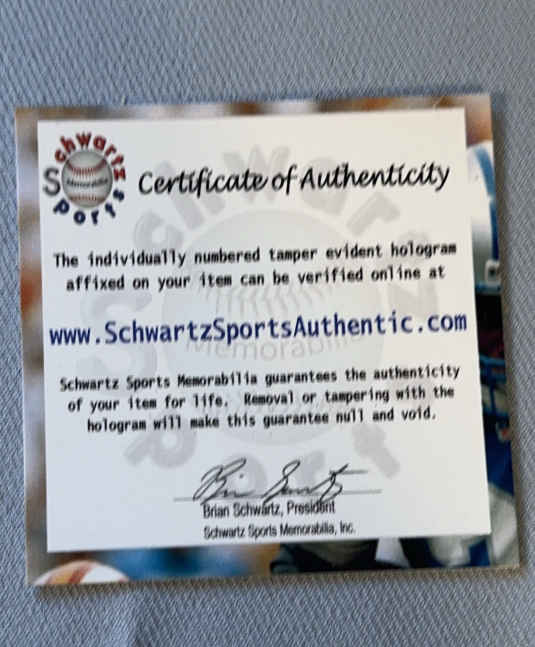 Schwartz
Memorabilia
Sports
Certificate of Authenticity
The individually numbered tamper evident hologram
affixed on your item can be verified online at
www.SchwartzSportsAuthentic.com
Memorabilia
Schwartz Sports Memorabilia guarantees the authenticity
of your item for life. Removal or tampering with the
hologram will make this guarantee null and void.
Brian Schwartz, President
Schwartz Sports Memorabilia, Inc.